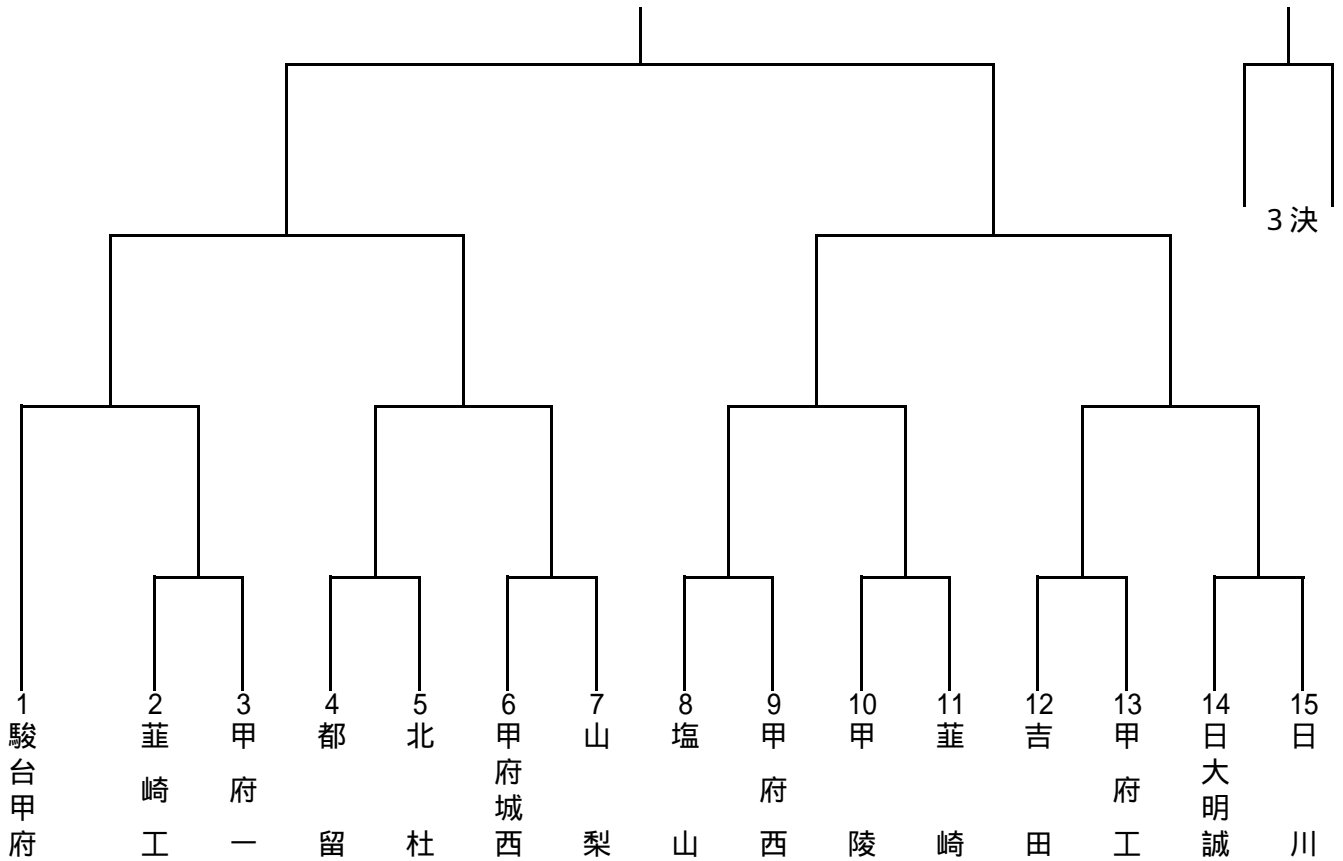 3決
1
駿台甲府
2
韮崎工
3
甲府一
4
都留
5
北杜
6
甲府城西
7
山梨
8
塩山
9
甲府西
10
甲陵
11
韮崎
12
吉田
13
甲府工
14
日大明誠
15
日川